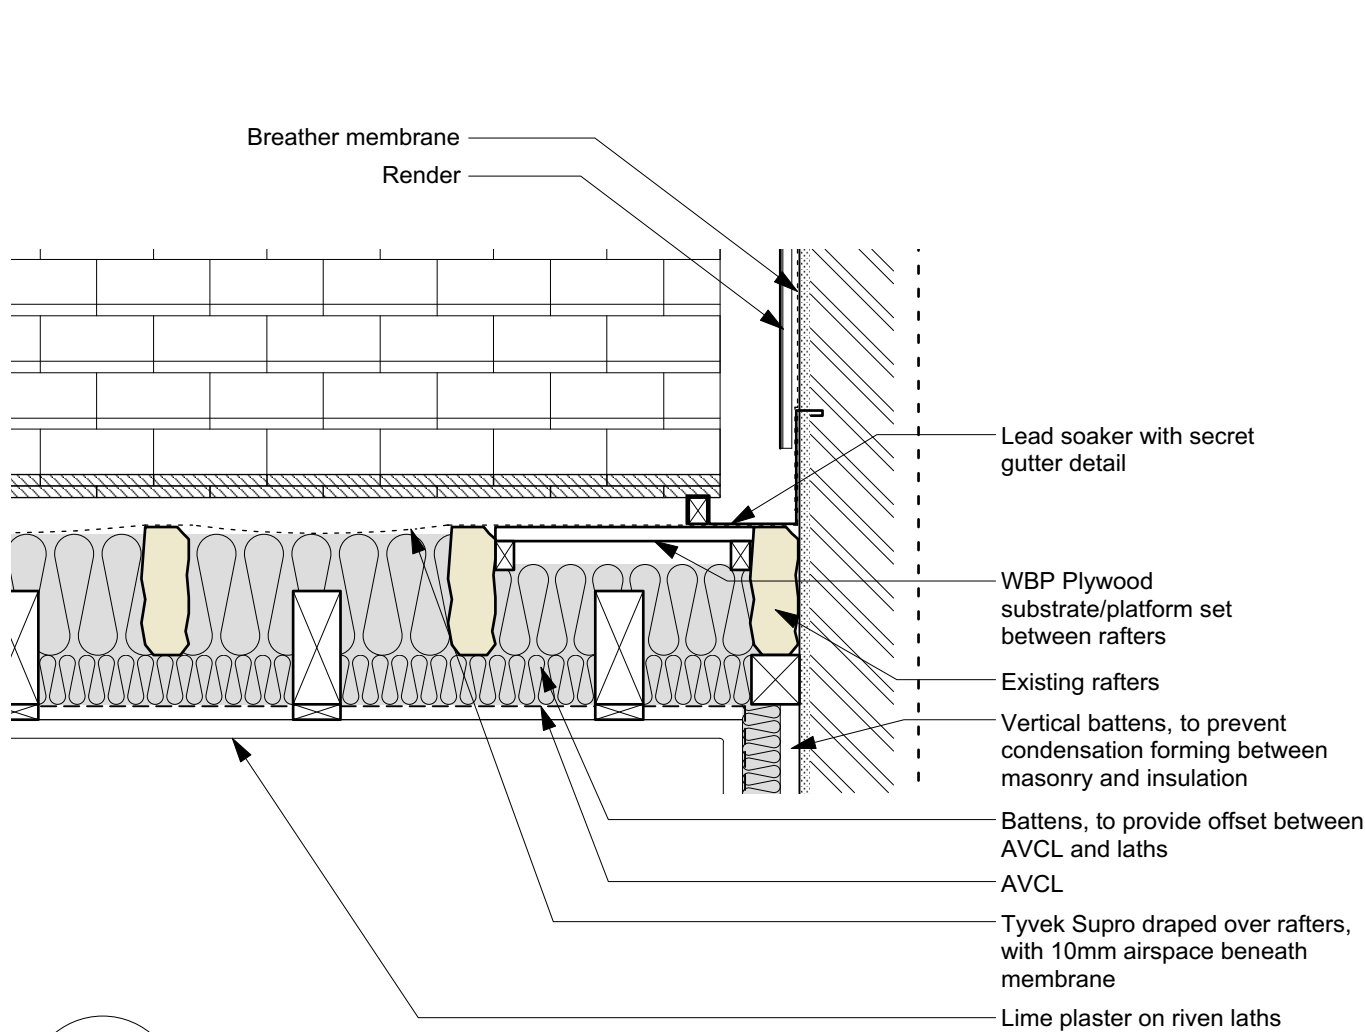 Breather membrane
Render
Lead soaker with secret
gutter detail
WBP Plywood
substrate/platform set
between rafters
Existing rafters
Vertical battens, to prevent
condensation forming between
masonry and insulation
Battens, to provide offset between
AVCL and laths
AVCL
Tyvek Supro draped over rafters,
with 10mm airspace beneath
membrane
Lime plaster on riven laths